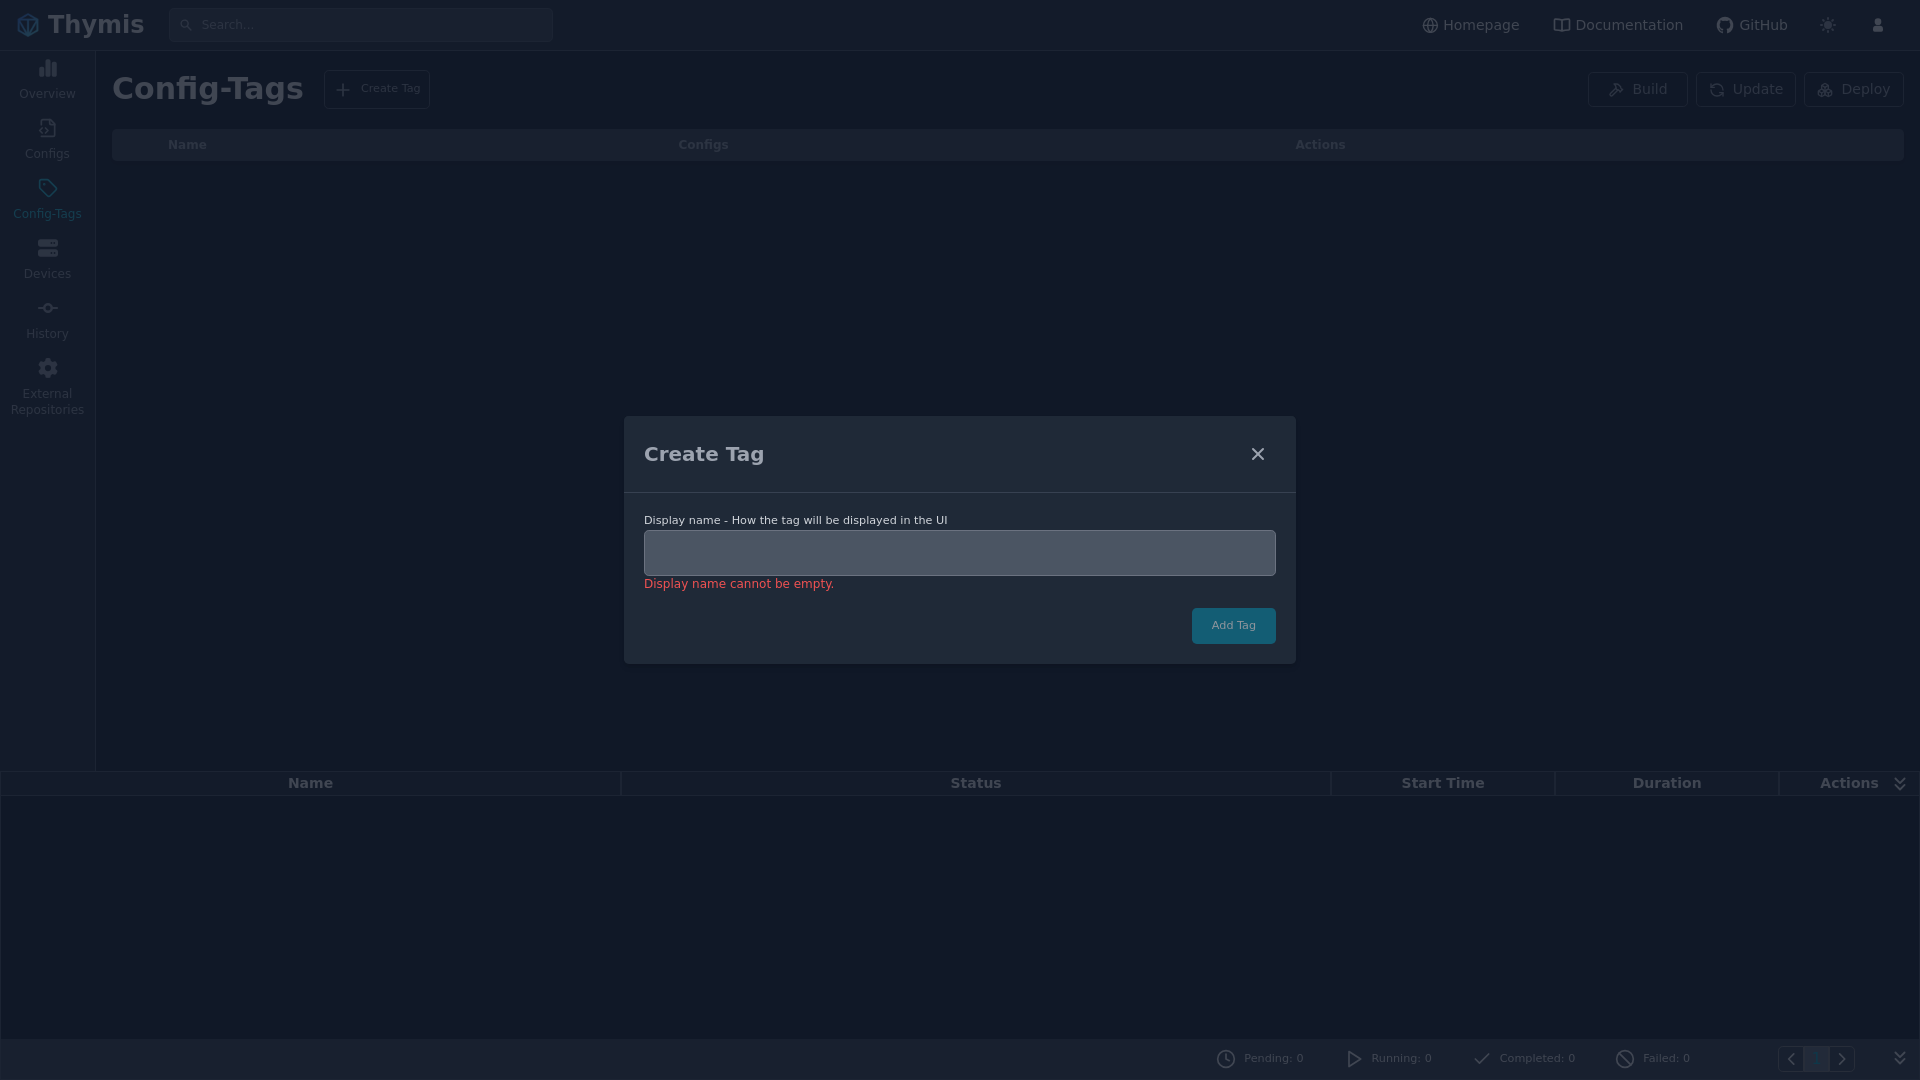 Thymis
Search...
Homepage
Documentation
GitHub
Overview
Configs
Config-Tags
Devices
History
External
Repositories
Config-Tags
Create Tag
Build
Update
Deploy
Name
Configs
Actions
Create Tag
Display name - How the tag will be displayed in the UI
Display name cannot be empty.
Add Tag
Name
Status
Start Time
Duration
Actions
Pending: 0
Running: 0
Completed: 0
Failed: 0